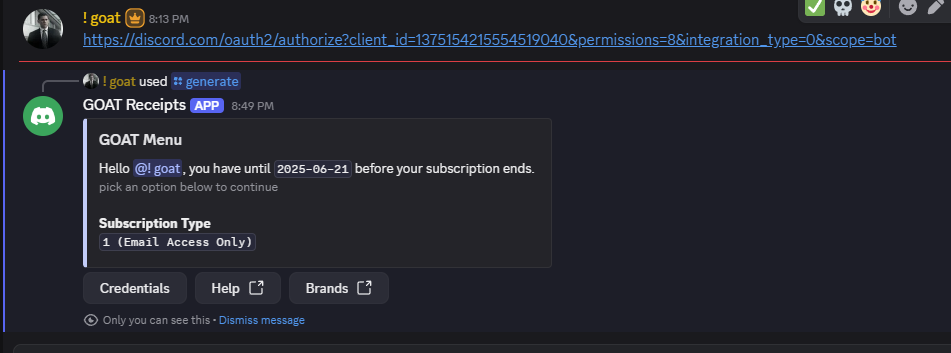 ! goat 8:13 PM
https://discord.com/oauth2/authorize?client_id=1375154215554519040&permissions=8&integration_type=0&scope=bot
! goat used generate
GOAT Receipts APP 8:49 PM
GOAT Menu
Hello @! goat, you have until 2025-06-21 before your subscription ends.
pick an option below to continue
Subscription Type
1 (Email Access Only)
Credentials Help Brands
Only you can see this • Dismiss message